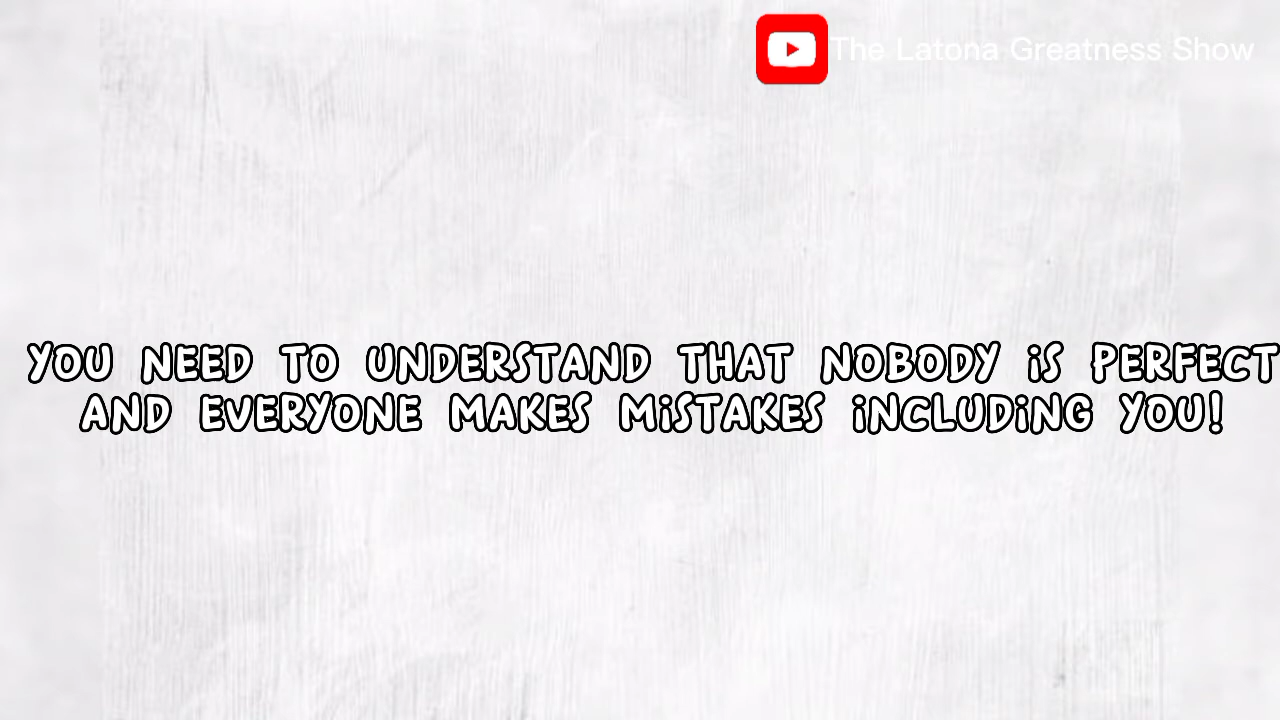 The Latona Greatness Show
YOU NEED TO UNDERSTAND THAT NOBODY iS PERFECT
AND EVERYONE MAKES MiSTAKES iNCLUDiNG YOU!